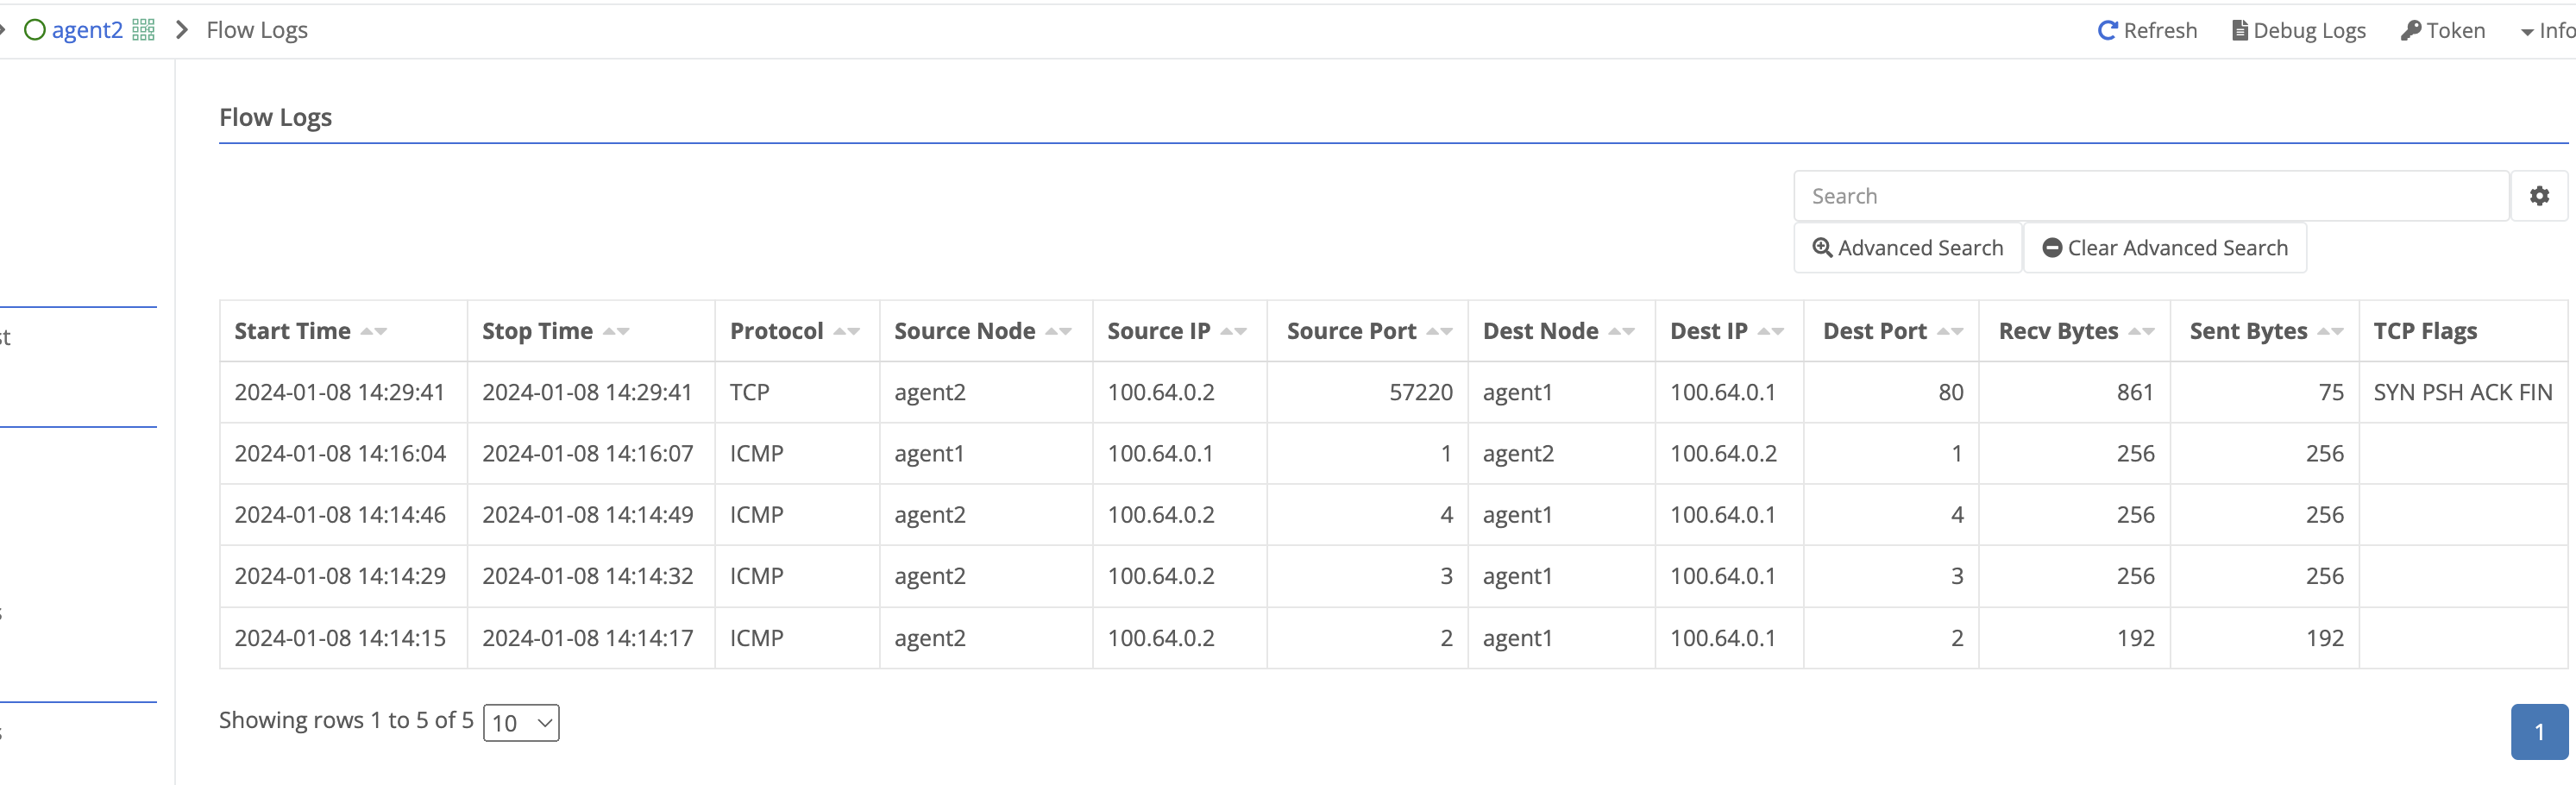 agent2 Flow Logs Refresh Debug Logs Token Info
Flow Logs
Search
Advanced Search Clear Advanced Search
Start Time Stop Time Protocol Source Node Source IP Source Port Dest Node Dest IP Dest Port Recv Bytes Sent Bytes TCP Flags
2024-01-08 14:29:41 2024-01-08 14:29:41 TCP agent2 100.64.0.2 57220 agent1 100.64.0.1 80 861 75 SYN PSH ACK FIN
2024-01-08 14:16:04 2024-01-08 14:16:07 ICMP agent1 100.64.0.1 1 agent2 100.64.0.2 1 256 256
2024-01-08 14:14:46 2024-01-08 14:14:49 ICMP agent2 100.64.0.2 4 agent1 100.64.0.1 4 256 256
2024-01-08 14:14:29 2024-01-08 14:14:32 ICMP agent2 100.64.0.2 3 agent1 100.64.0.1 3 256 256
2024-01-08 14:14:15 2024-01-08 14:14:17 ICMP agent2 100.64.0.2 2 agent1 100.64.0.1 2 192 192
Showing rows 1 to 5 of 5 10
1